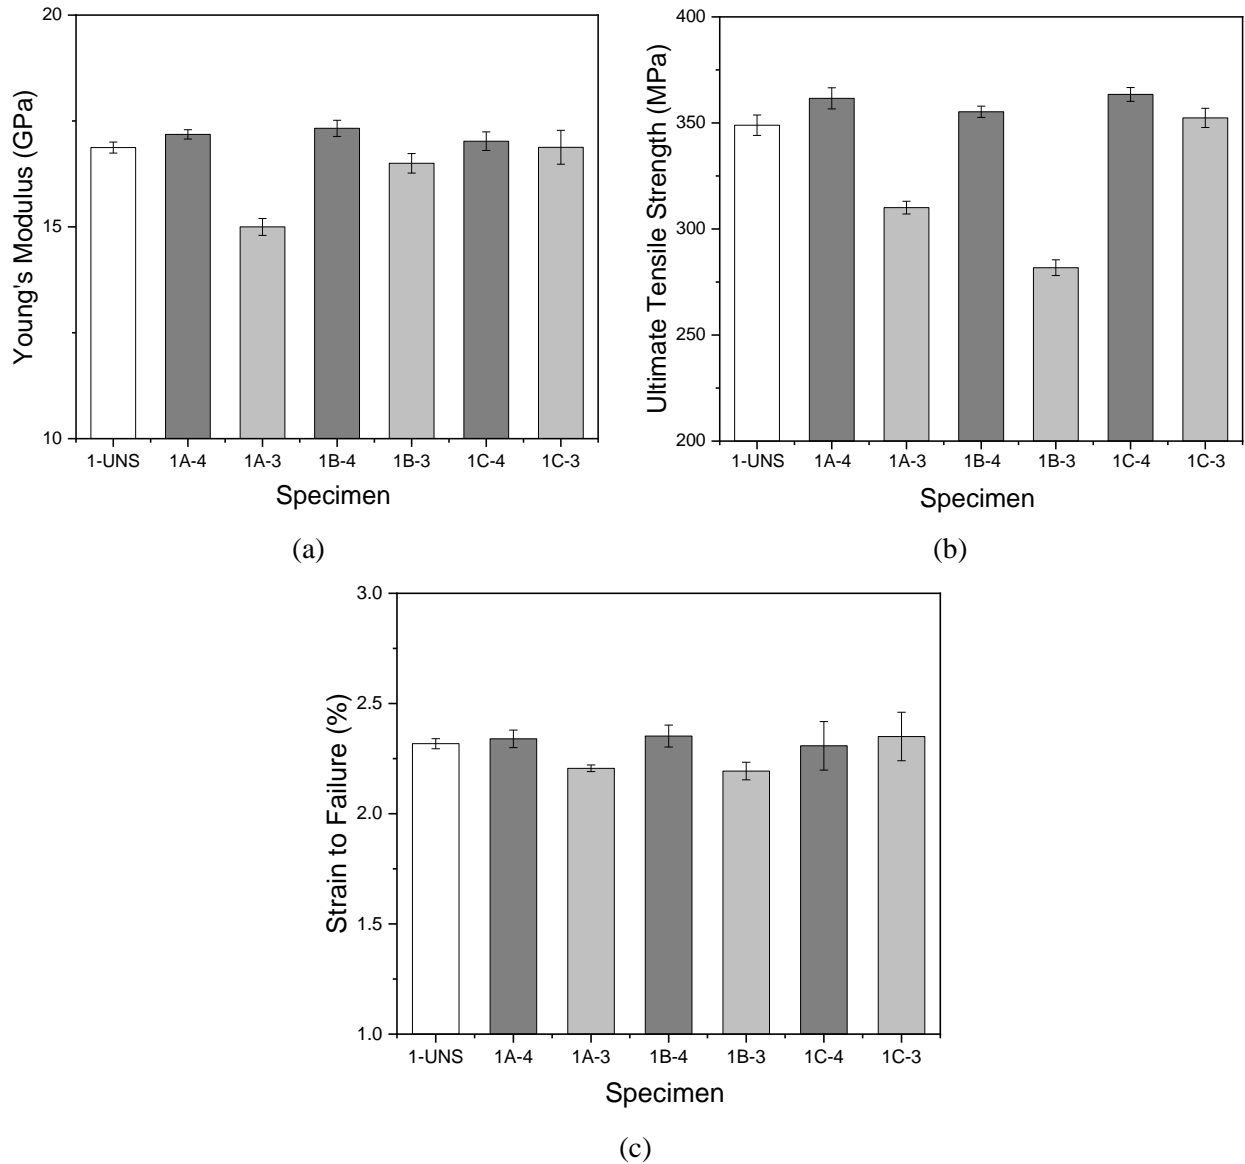 20
15
10
Young's Modulus (GPa)
1-UNS 1A-4 1A-3 1B-4 1B-3 1C-4 1C-3
Specimen
(a)
400
350
300
250
200
Ultimate Tensile Strength (MPa)
1-UNS 1A-4 1A-3 1B-4 1B-3 1C-4 1C-3
Specimen
(b)
3.0
2.5
2.0
1.5
1.0
Strain to Failure (%)
1-UNS 1A-4 1A-3 1B-4 1B-3 1C-4 1C-3
Specimen
(c)